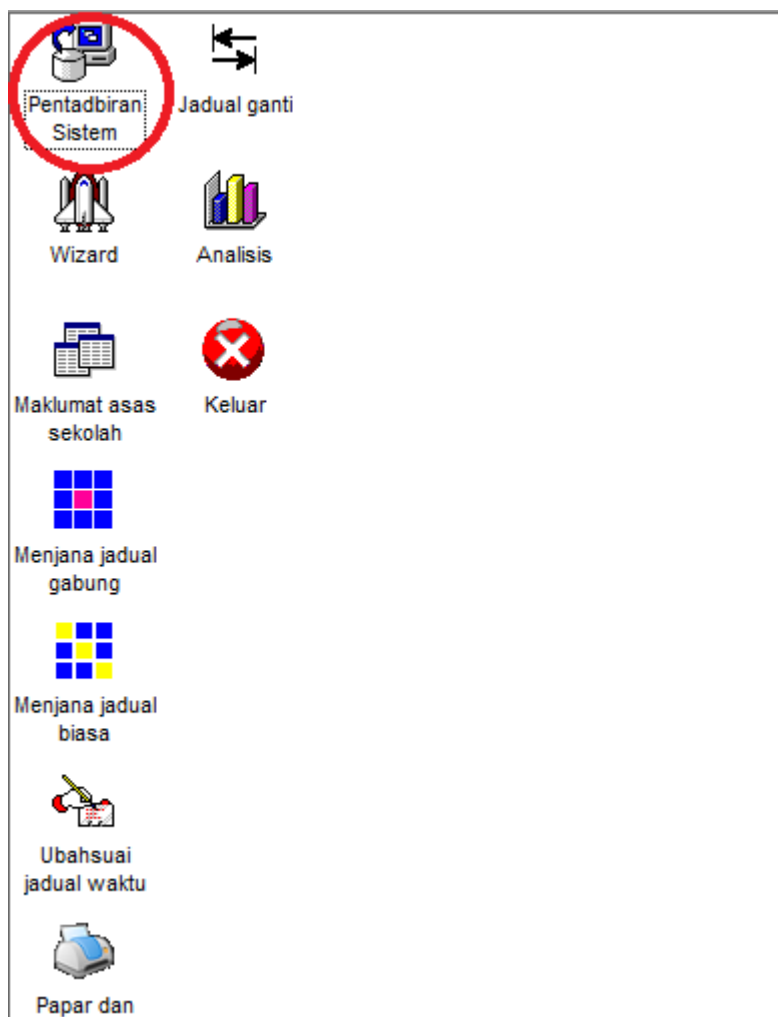 Pentadbiran
Sistem
Jadual ganti
Wizard
Analisis
Maklumat asas
sekolah
Keluar
Menjana jadual
gabung
Menjana jadual
biasa
Ubahsuai
jadual waktu
Papar dan